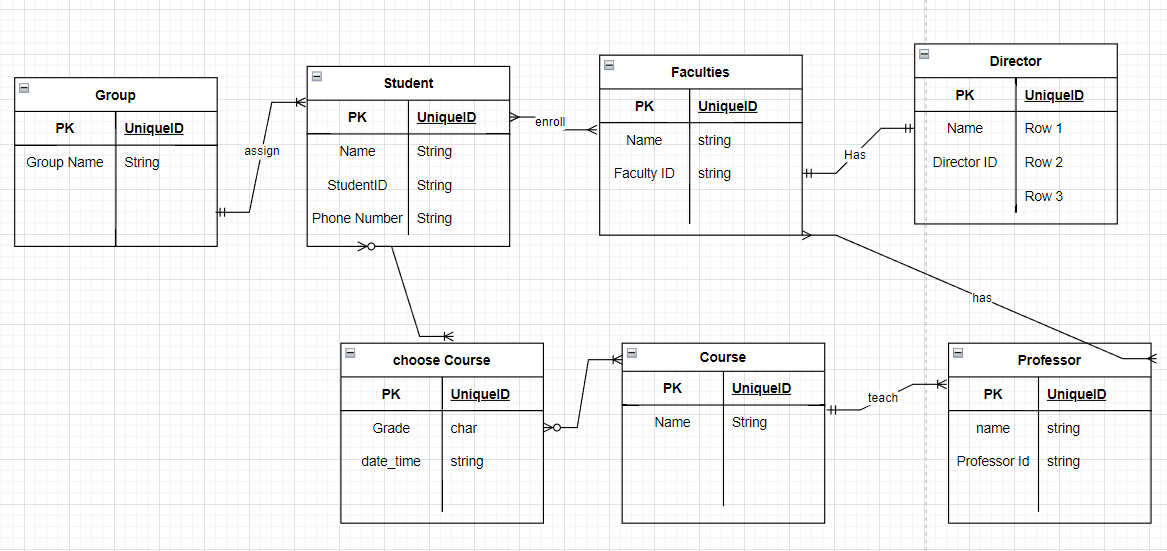 Group
PK UniqueID
Group Name String
assign
Student
PK UniqueID
Name String
StudentID String
Phone Number String
enroll
Faculties
PK UniqueID
Name string
Faculty ID string
Has
Director
PK UniqueID
Name Row 1
Director ID Row 2
Row 3
has
choose Course
PK UniqueID
Grade char
date_time string
Course
PK UniqueID
Name String
teach
Professor
PK UniqueID
name string
Professor Id string